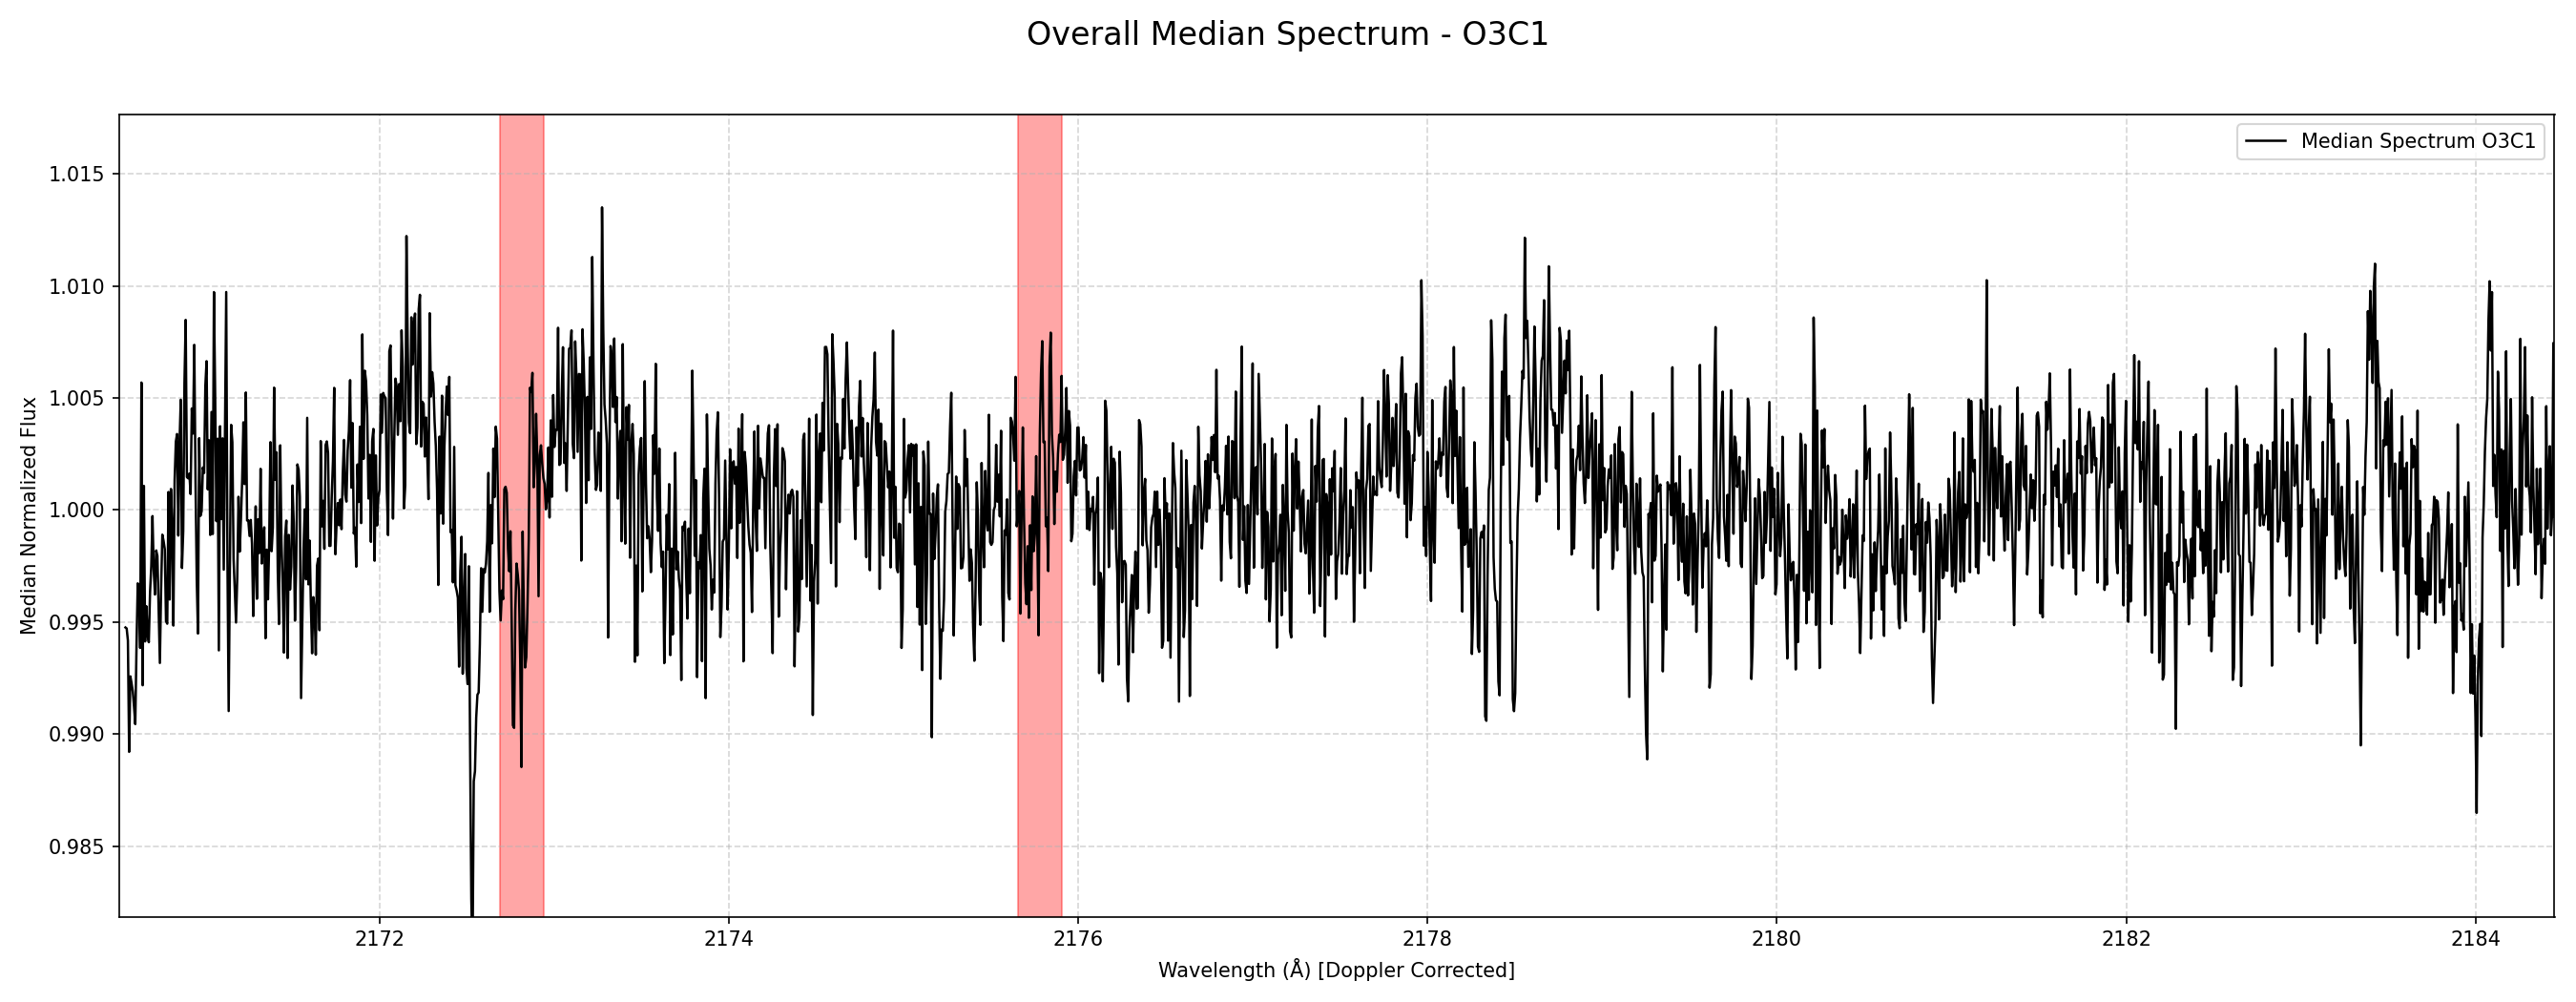 Overall Median Spectrum - O3C1
Median Spectrum O3C1
1.015
1.010
1.005
1.000
0.995
0.990
0.985
Median Normalized Flux
2172 2174 2176 2178 2180 2182 2184
Wavelength (Å) [Doppler Corrected]